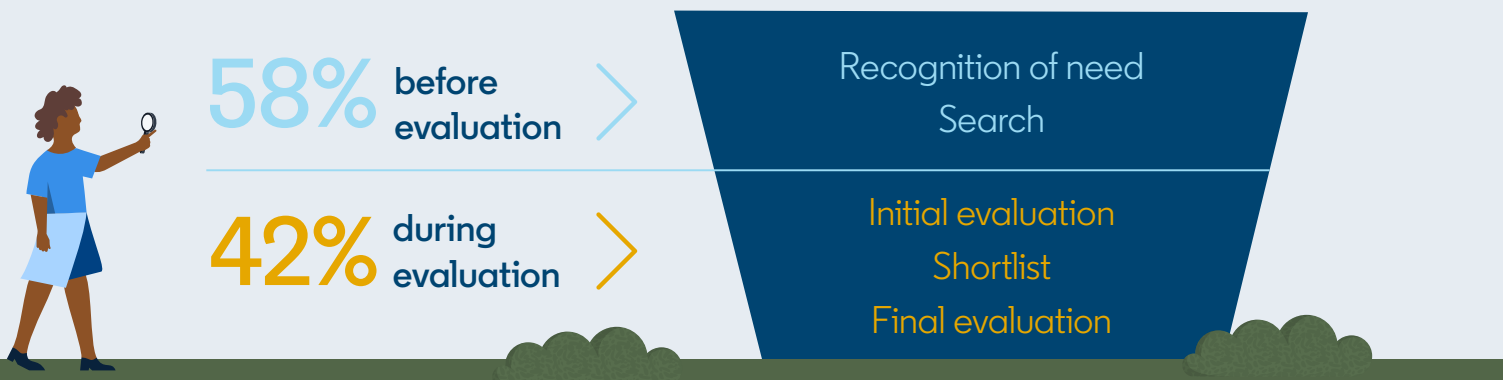 58% before
evaluation
Recognition of need
Search
42% during
evaluation
Initial evaluation
Shortlist
Final evaluation